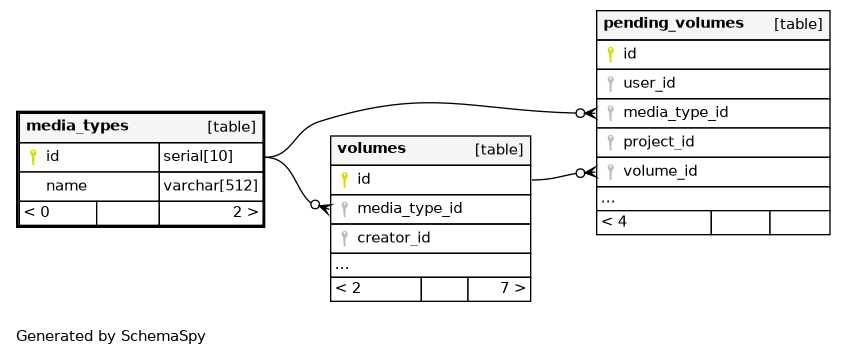 media_types [table]
id serial[10]
name varchar[512]
< 0 2 >
volumes [table]
id
media_type_id
creator_id
...
< 2 7 >
pending_volumes [table]
id
user_id
media_type_id
project_id
volume_id
...
< 4
Generated by SchemaSpy